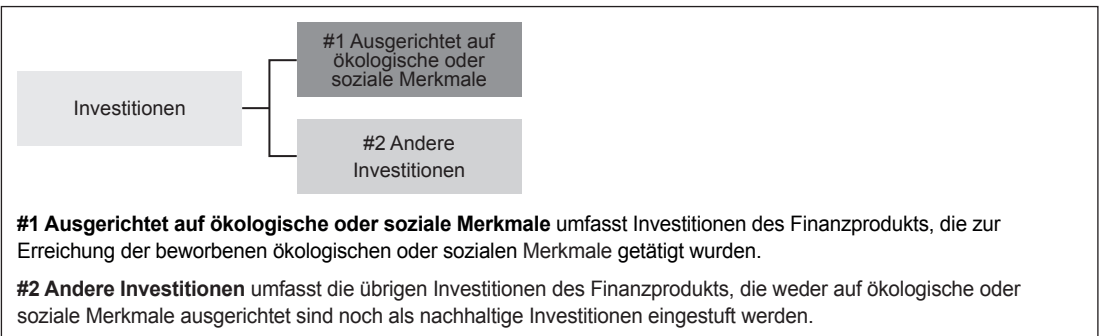 #1 Ausgerichtet auf
ökologische oder
soziale Merkmale
Investitionen
#2 Andere
Investitionen
#1 Ausgerichtet auf ökologische oder soziale Merkmale umfasst Investitionen des Finanzprodukts, die zur
Erreichung der beworbenen ökologischen oder sozialen Merkmale getätigt wurden.
#2 Andere Investitionen umfasst die übrigen Investitionen des Finanzprodukts, die weder auf ökologische oder
soziale Merkmale ausgerichtet sind noch als nachhaltige Investitionen eingestuft werden.